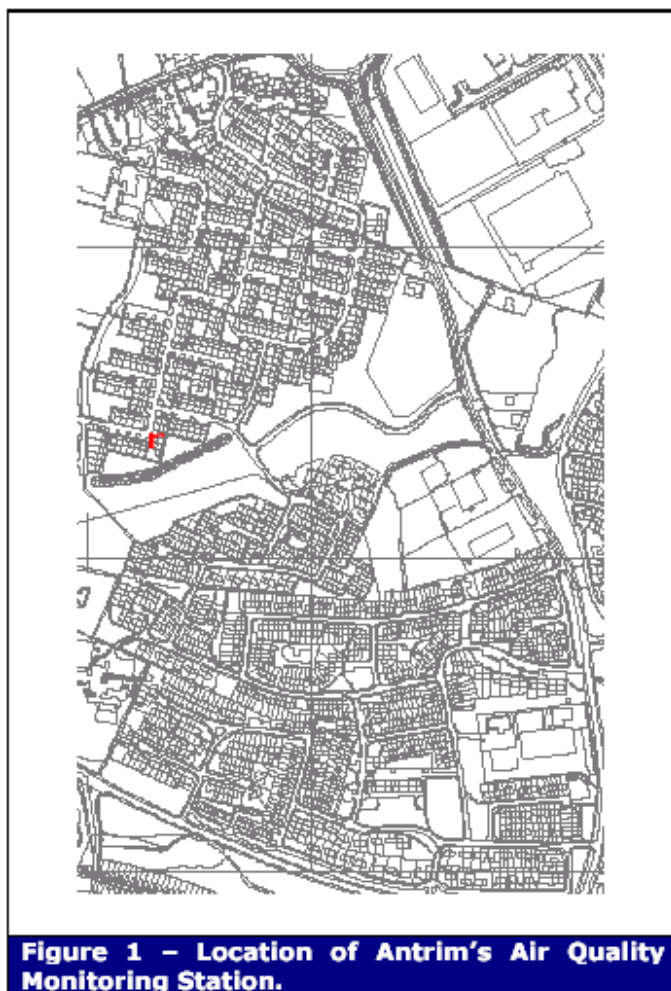 Figure 1 – Location of Antrim's Air Quality
Monitoring Station.